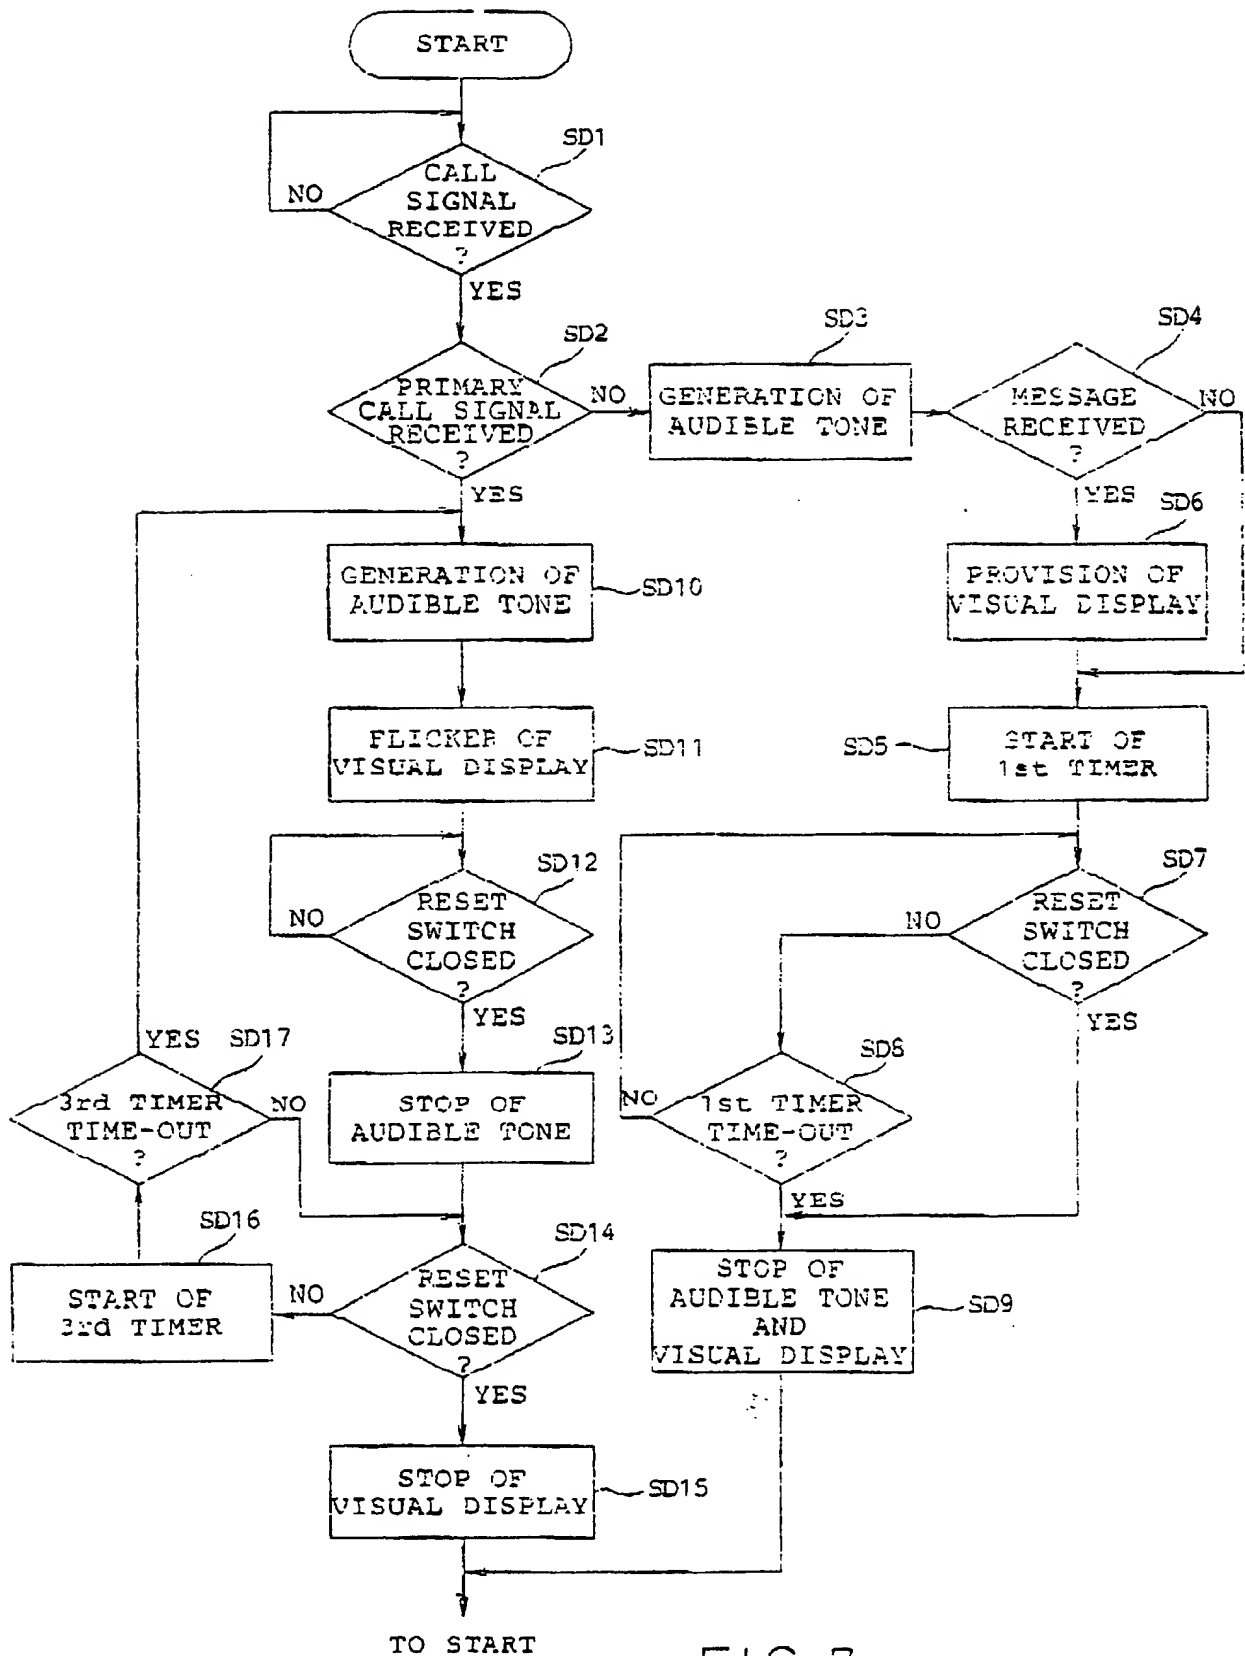 START
SD1
CALL
SIGNAL
RECEIVED
?
NO
YES
SD2
PRIMARY
CALL SIGNAL
RECEIVED
?
NO
YES
SD3
GENERATION OF
AUDIBLE TONE
SD4
MESSAGE
RECEIVED
?
NO
YES
SD6
PROVISION OF
VISUAL DISPLAY
GENERATION OF
AUDIBLE TONE
SD10
FLICKER OF
VISUAL DISPLAY
SD11
SD5
START OF
1st TIMER
SD12
RESET
SWITCH
CLOSED
?
NO
YES
SD7
RESET
SWITCH
CLOSED
?
NO
YES
SD13
STOP OF
AUDIBLE TONE
SD17
3rd TIMER
TIME-OUT
?
YES
NO
SD8
1st TIMER
TIME-OUT
?
NO
YES
SD16
START OF
3rd TIMER
SD14
RESET
SWITCH
CLOSED
?
NO
YES
STOP OF
AUDIBLE TONE
AND
VISUAL DISPLAY
SD9
STOP OF
VISUAL DISPLAY
SD15
TO START